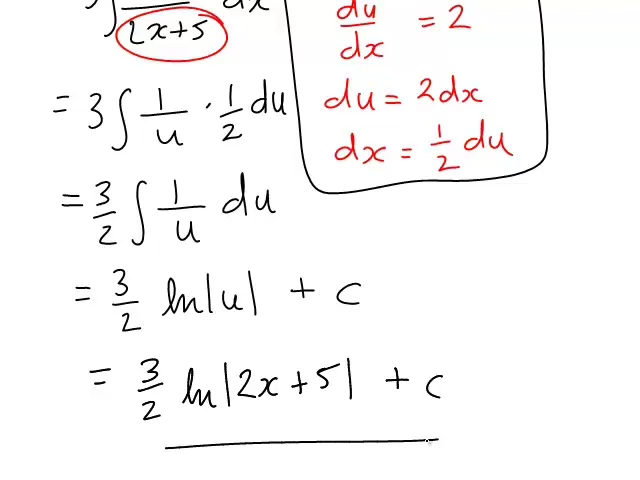 ∫ ― dx
2x+5
du/dx = 2
du = 2dx
dx = 1/2 du
= 3 ∫ 1/u · 1/2 du
= 3/2 ∫ 1/u du
= 3/2 ln|u| + c
= 3/2 ln|2x+5| + c